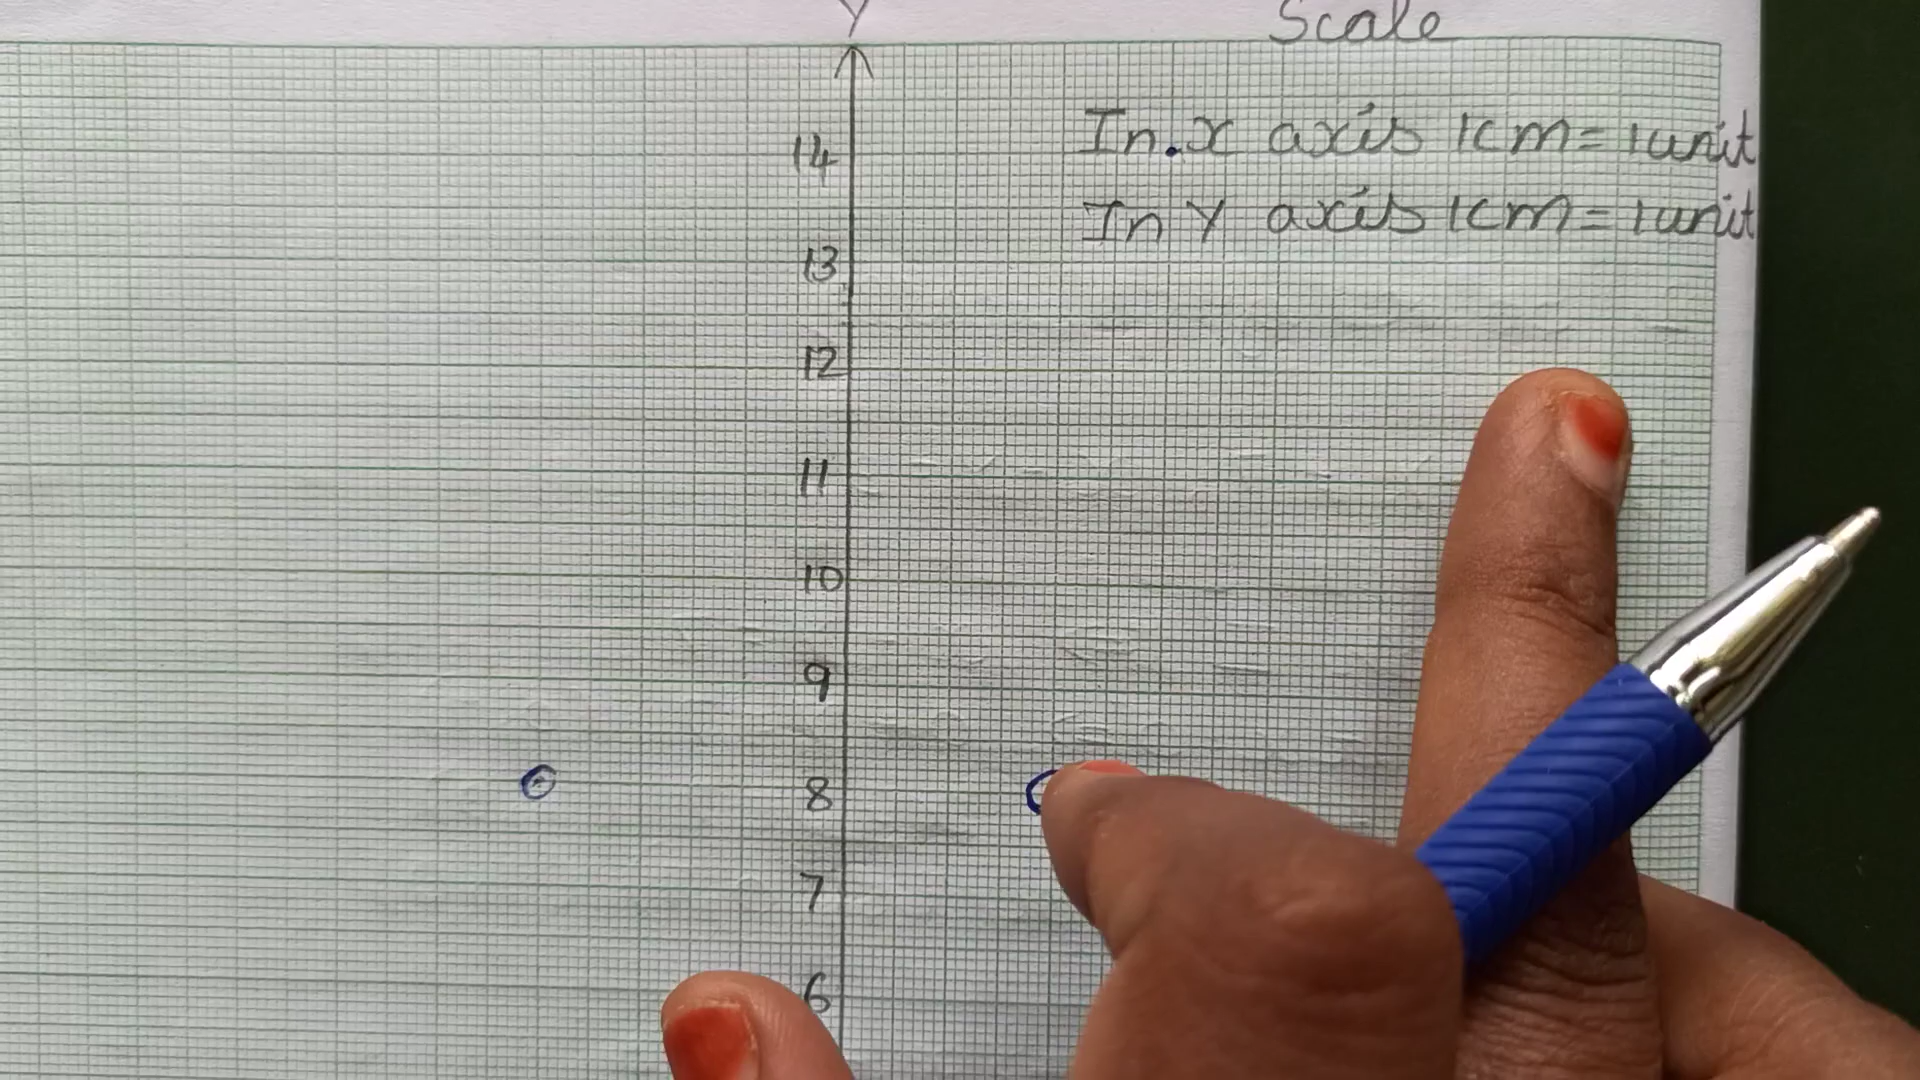 Y
Scale
In x axis 1cm = 1unit
In Y axis 1cm = 1unit
14
13
12
11
10
9
8
7
6